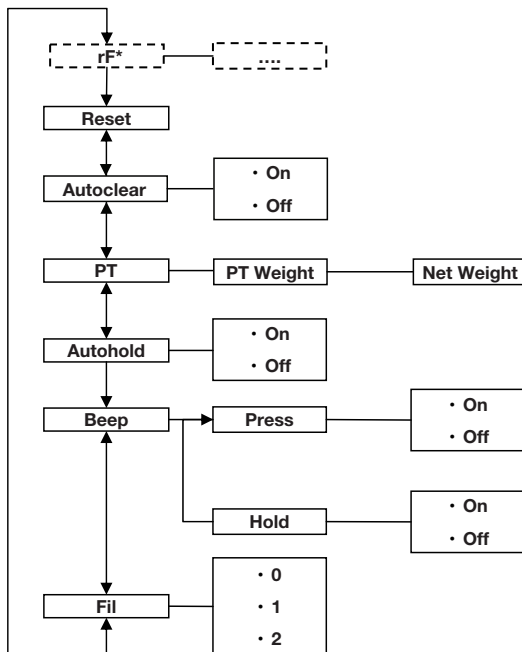 rF*
....
Reset
Autoclear
· On
· Off
PT
PT Weight
Net Weight
Autohold
· On
· Off
Beep
Press
· On
· Off
Hold
· On
· Off
Fil
· 0
· 1
· 2